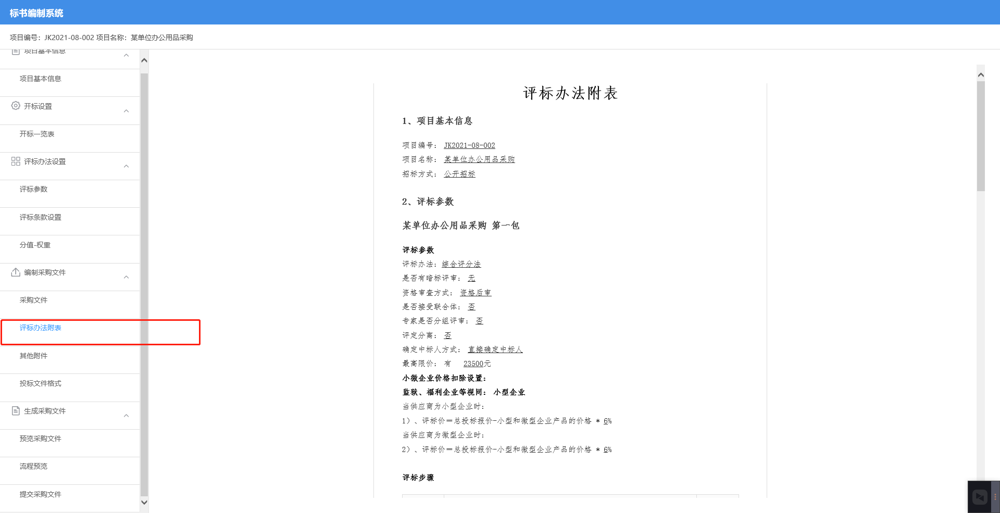 标书编制系统
项目编号：JK2021-08-002 项目名称：某单位办公用品采购
项目基本信息
项目基本信息
开标设置
开标一览表
评标办法设置
评标参数
评标条款设置
分值-权重
编制采购文件
采购文件
评标办法附表
其他附件
投标文件格式
生成采购文件
预览采购文件
流程预览
提交采购文件
评标办法附表
1、项目基本信息
项目编号： JK2021-08-002
项目名称： 某单位办公用品采购
招标方式： 公开招标
2、评标参数
某单位办公用品采购 第一包
评标参数
评标办法：综合评分法
是否有暗标评审： 无
资格审查方式： 资格后审
是否接受联合体： 否
专家是否分组评审： 否
评定分离： 否
确定中标人方式： 直接确定中标人
最高限价： 有 23500元
小微企业价格扣除设置：
监狱、福利企业等视同： 小型企业
当供应商为小型企业时：
1）、评标价＝总投标报价-小型和微型企业产品的价格 * 6%
当供应商为微型企业时：
2）、评标价＝总投标报价-小型和微型企业产品的价格 * 6%
评标步骤